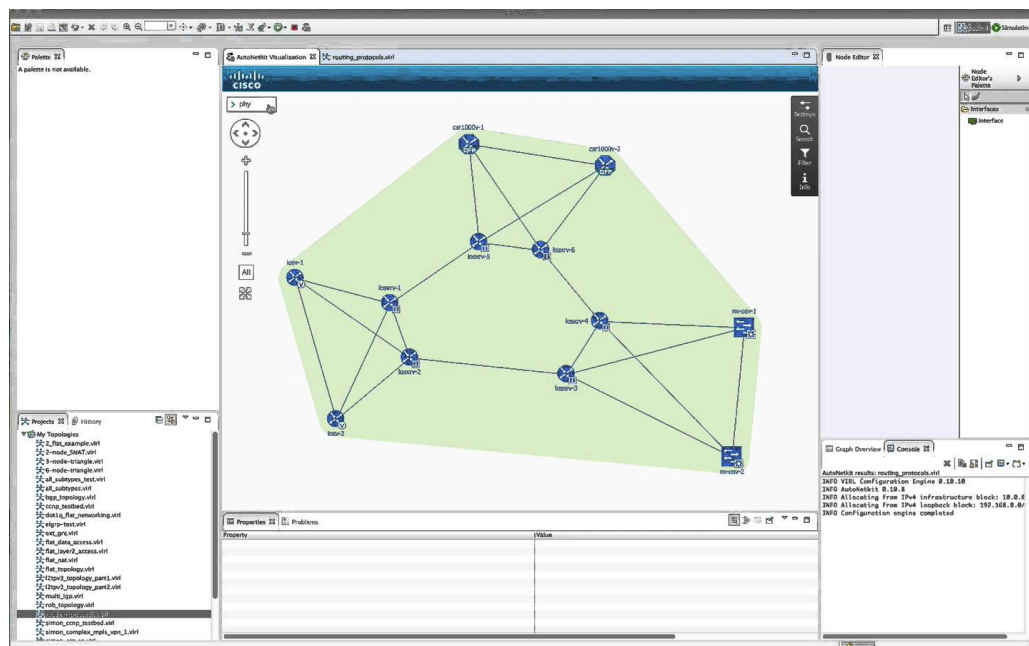 Simulation
Palette
A palette is not available.
AutoNetkit Visualization
routing_protocols.virl
Node Editor
Node Editor's Palette
Interfaces
Interface
CISCO
> phy
Settings
Search
Filter
Info
All
csr1000v-1
csr1000v-2
iosxrv-5
iosxrv-6
iosv-1
iosxrv-1
iosxrv-4
nx-osv-1
iosxrv-2
iosxrv-3
iosv-2
nx-osv-2
Projects
History
My Topologies
2_flat_example.virl
2-node_SNAT.virl
3-node-triangle.virl
6-node-triangle.virl
all_subtypes_test.virl
all_subtypes.virl
bgp_topology.virl
ccnp_testbed.virl
dot1q_flat_networking.virl
eigrp-test.virl
ext_gre.virl
flat_data_access.virl
flat_layer2_access.virl
flat_nat.virl
flat_topology.virl
l2tpv3_topology_part1.virl
l2tpv3_topology_part2.virl
multi_igp.virl
rob_topology.virl
simon_ccnp_testbed.virl
simon_complex_mpls_vpn_1.virl
Properties
Problems
Property
Value
Graph Overview
Console
AutoNetkit results: routing_protocols.virl
INFO VIRL Configuration Engine 0.10.10
INFO AutoNetkit 0.10.8
INFO Allocating from IPv4 infrastructure block: 10.0.0
INFO Allocating from IPv4 loopback block: 192.168.0.0/
INFO Configuration engine completed